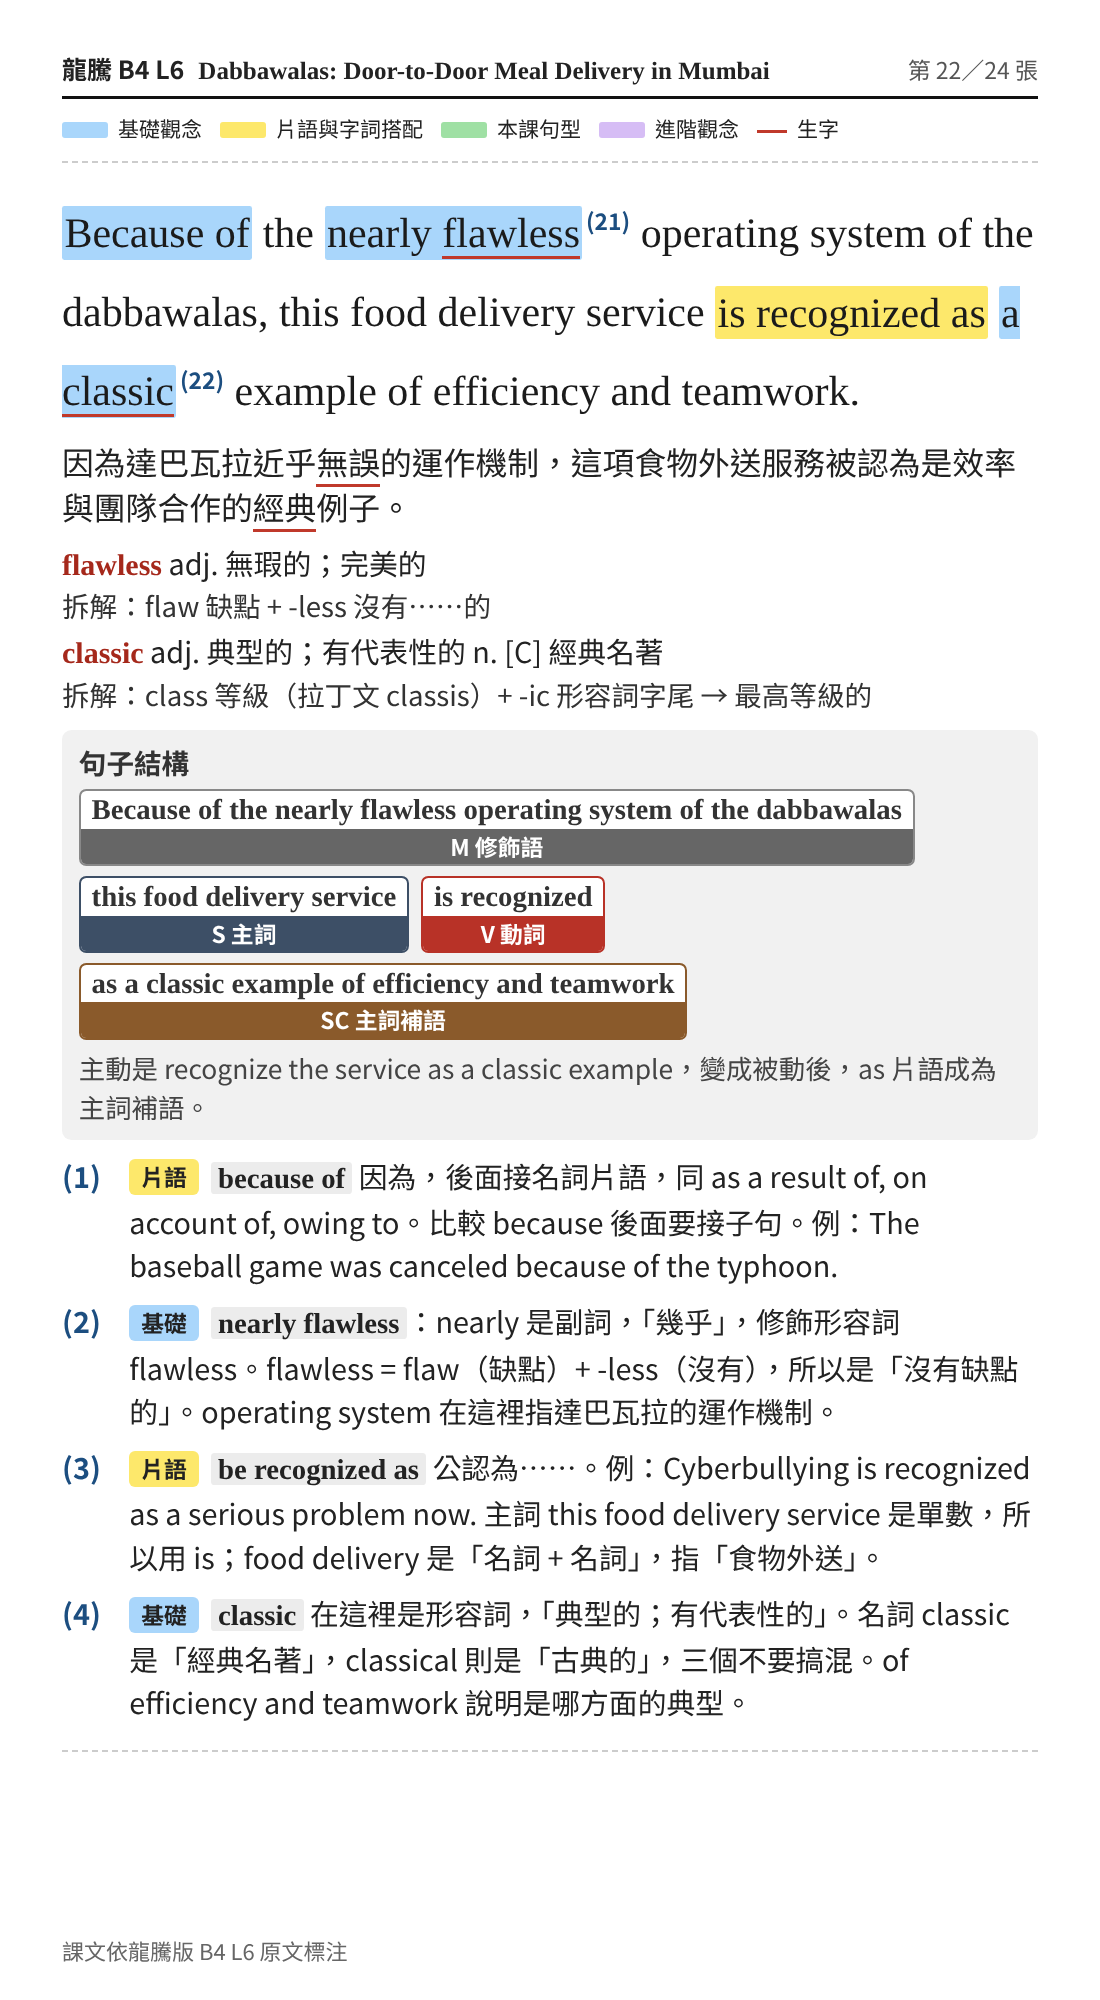 龍騰 B4 L6 Dabbawalas: Door-to-Door Meal Delivery in Mumbai 第 22／24 張
基礎觀念 片語與字詞搭配 本課句型 進階觀念 生字
Because of the nearly flawless (21) operating system of the
dabbawalas, this food delivery service is recognized as a
classic (22) example of efficiency and teamwork.
因為達巴瓦拉近乎無誤的運作機制，這項食物外送服務被認為是效率
與團隊合作的經典例子。
flawless adj. 無瑕的；完美的
拆解：flaw 缺點 + -less 沒有⋯⋯的
classic adj. 典型的；有代表性的 n. [C] 經典名著
拆解：class 等級（拉丁文 classis）+ -ic 形容詞字尾 → 最高等級的
句子結構
Because of the nearly flawless operating system of the dabbawalas
M 修飾語
this food delivery service is recognized
S 主詞 V 動詞
as a classic example of efficiency and teamwork
SC 主詞補語
主動是 recognize the service as a classic example，變成被動後，as 片語成為
主詞補語。
(1) 片語 because of 因為，後面接名詞片語，同 as a result of, on
account of, owing to。比較 because 後面要接子句。例：The
baseball game was canceled because of the typhoon.
(2) 基礎 nearly flawless：nearly 是副詞，「幾乎」，修飾形容詞
flawless。flawless = flaw（缺點）+ -less（沒有），所以是「沒有缺點
的」。operating system 在這裡指達巴瓦拉的運作機制。
(3) 片語 be recognized as 公認為⋯⋯。例：Cyberbullying is recognized
as a serious problem now. 主詞 this food delivery service 是單數，所
以用 is；food delivery 是「名詞 + 名詞」，指「食物外送」。
(4) 基礎 classic 在這裡是形容詞，「典型的；有代表性的」。名詞 classic
是「經典名著」，classical 則是「古典的」，三個不要搞混。of
efficiency and teamwork 說明是哪方面的典型。
課文依龍騰版 B4 L6 原文標注